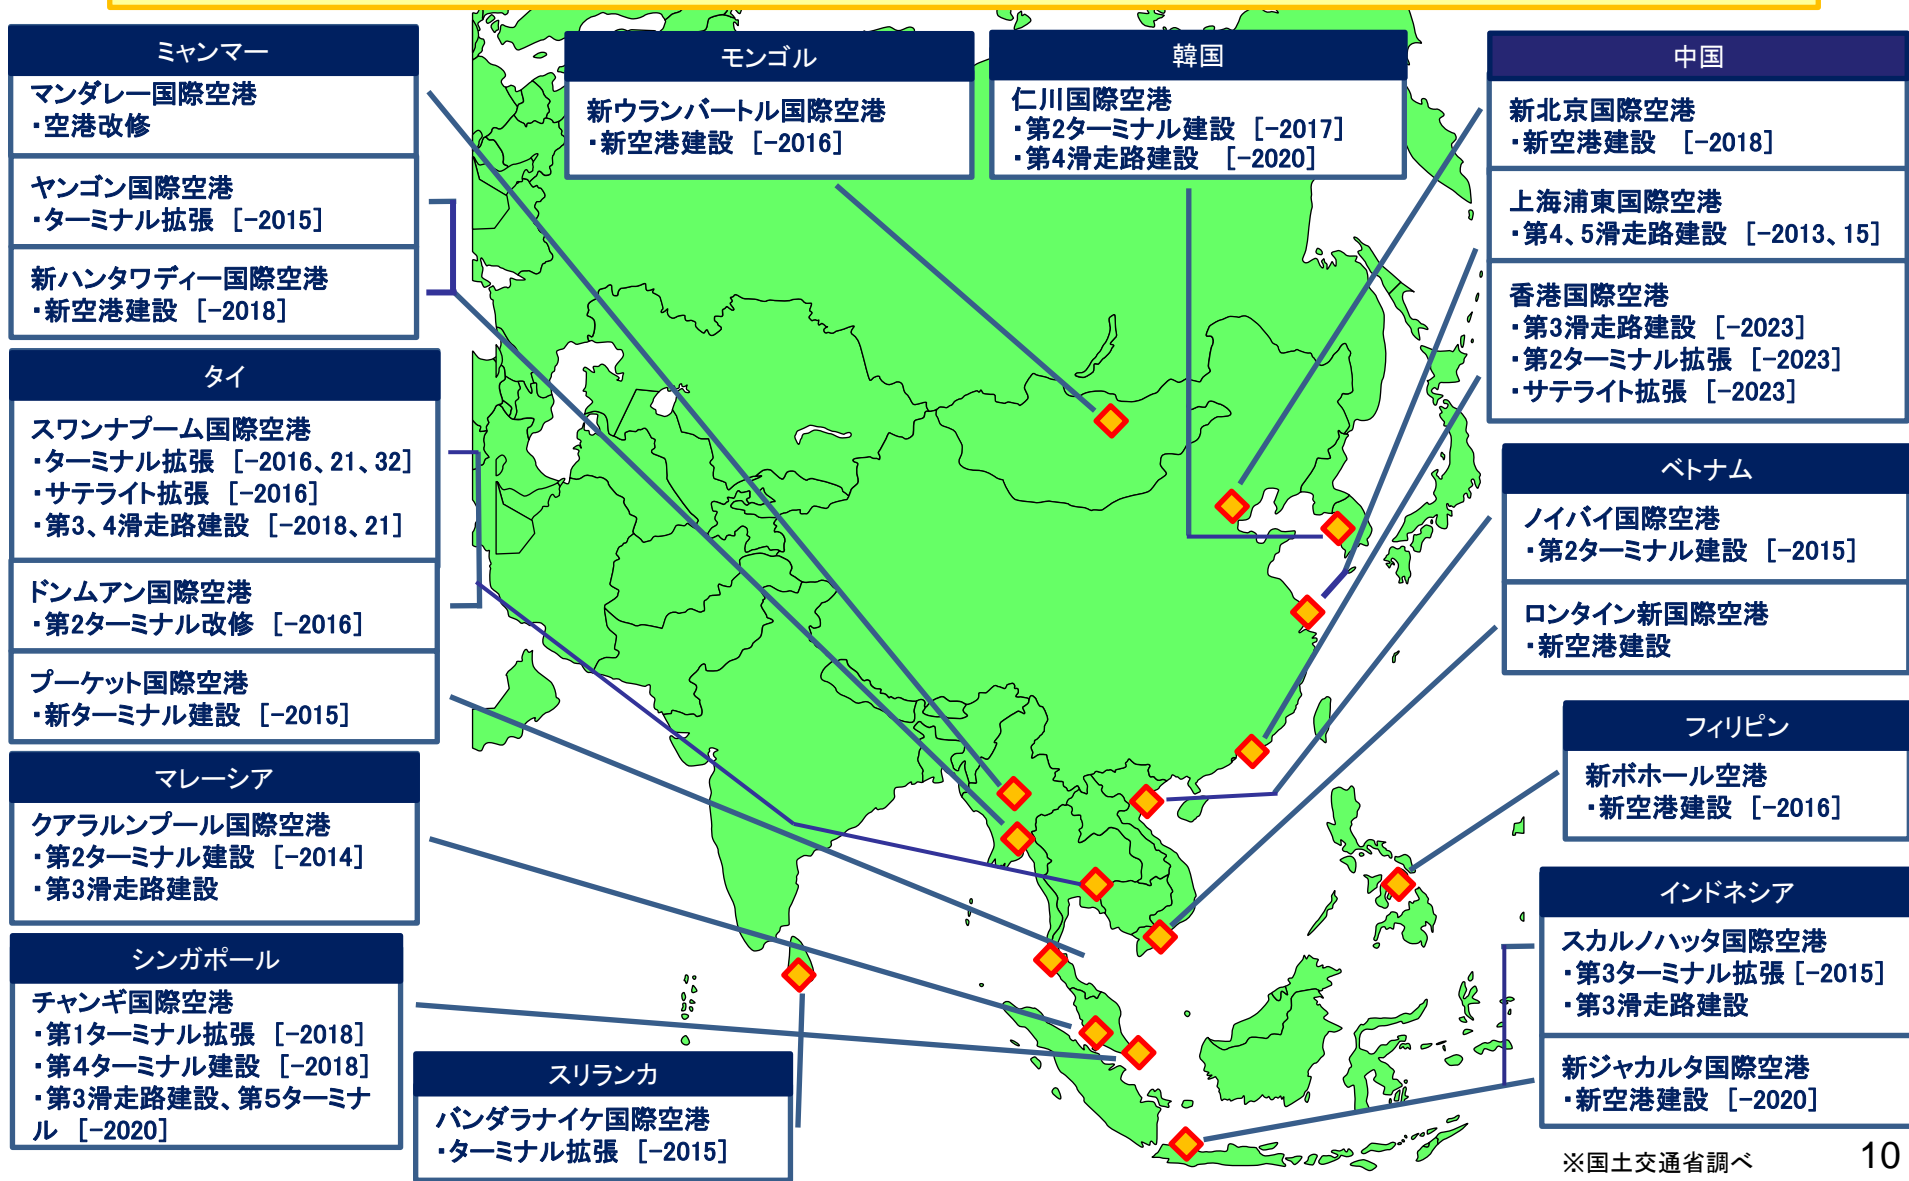 ミャンマー
マンダレー国際空港
・空港改修
ヤンゴン国際空港
・ターミナル拡張 [-2015]
新ハンタワディー国際空港
・新空港建設 [-2018]
タイ
スワンナプーム国際空港
・ターミナル拡張 [-2016、21、32]
・サテライト拡張 [-2016]
・第3、4滑走路建設 [-2018、21]
ドンムアン国際空港
・第2ターミナル改修 [-2016]
プーケット国際空港
・新ターミナル建設 [-2015]
マレーシア
クアラルンプール国際空港
・第2ターミナル建設 [-2014]
・第3滑走路建設
シンガポール
チャンギ国際空港
・第1ターミナル拡張 [-2018]
・第4ターミナル建設 [-2018]
・第3滑走路建設、第5ターミナ
ル [-2020]
スリランカ
バンダラナイケ国際空港
・ターミナル拡張 [-2015]
モンゴル
新ウランバートル国際空港
・新空港建設 [-2016]
韓国
仁川国際空港
・第2ターミナル建設 [-2017]
・第4滑走路建設 [-2020]
中国
新北京国際空港
・新空港建設 [-2018]
上海浦東国際空港
・第4、5滑走路建設 [-2013、15]
香港国際空港
・第3滑走路建設 [-2023]
・第2ターミナル拡張 [-2023]
・サテライト拡張 [-2023]
ベトナム
ノイバイ国際空港
・第2ターミナル建設 [-2015]
ロンタイン新国際空港
・新空港建設
フィリピン
新ボホール空港
・新空港建設 [-2016]
インドネシア
スカルノハッタ国際空港
・第3ターミナル拡張 [-2015]
・第3滑走路建設
新ジャカルタ国際空港
・新空港建設 [-2020]
※国土交通省調べ
10